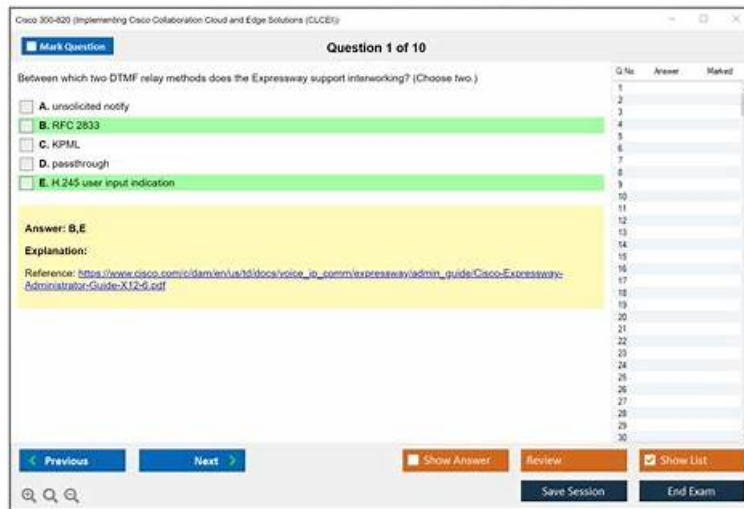 Cisco 300-820 (Implementing Cisco Collaboration Cloud and Edge Solutions (CLCEI))
Mark Question
Question 1 of 10
Between which two DTMF relay methods does the Expressway support interworking? (Choose two.)
A. unsolicited notify
B. RFC 2833
C. KPML
D. passthrough
E. H.245 user input indication
Answer: B,E
Explanation:
Reference: https://www.cisco.com/c/dam/en/us/td/docs/voice_ip_comm/expressway/admin_guide/Cisco-Expressway-
Administrator-Guide-X12-6.pdf
Q No. Answer Marked
1
2
3
4
5
6
7
8
9
10
11
12
13
14
15
16
17
18
19
20
21
22
23
24
25
26
27
28
29
30
Previous
Next
Show Answer
Review
Show List
Save Session
End Exam